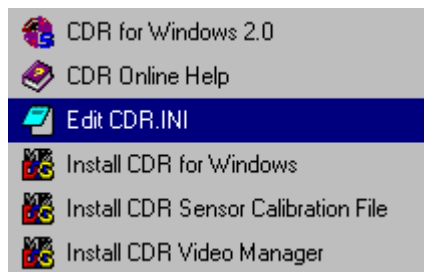 CDR for Windows 2.0
CDR Online Help
Edit CDR.INI
Install CDR for Windows
Install CDR Sensor Calibration File
Install CDR Video Manager